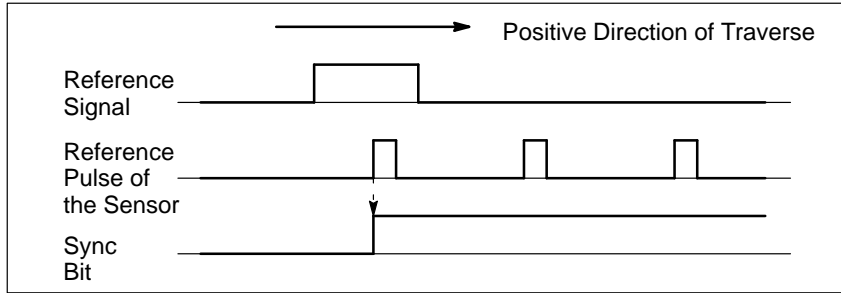 Positive Direction of Traverse
Reference
Signal
Reference
Pulse of
the Sensor
Sync
Bit